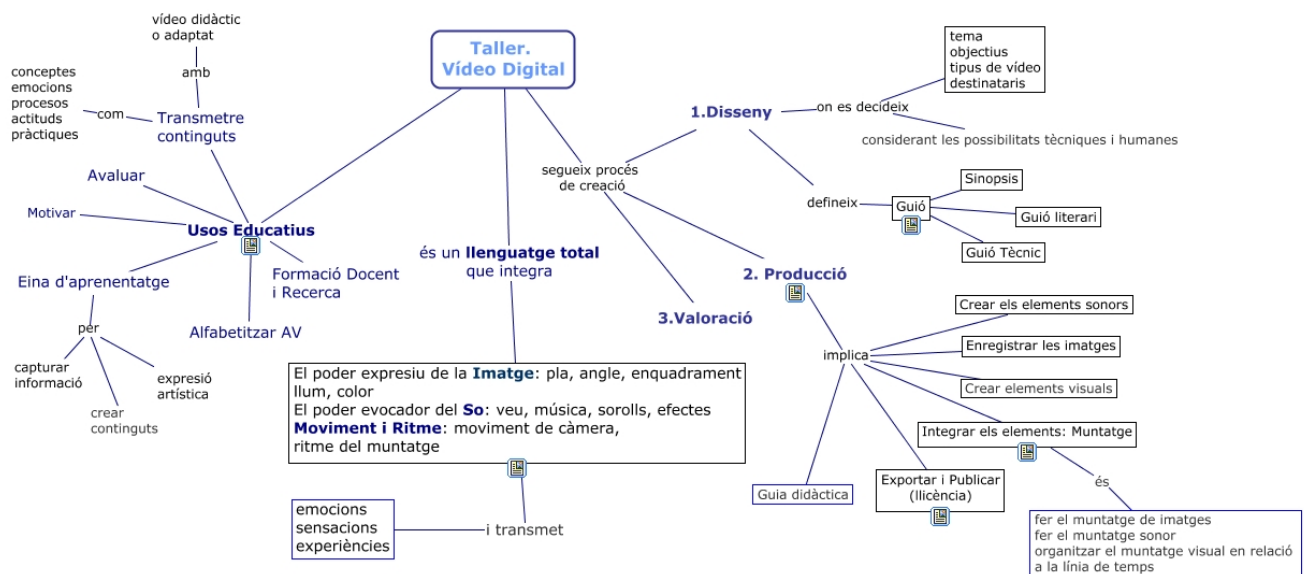 Taller.
Vídeo Digital
vídeo didàctic
o adaptat
amb
conceptes
emocions
procesos
actituds
pràctiques
com
Transmetre
continguts
Avaluar
Motivar
Usos Educatius
Eina d'aprenentatge
Formació Docent
i Recerca
Alfabetitzar AV
per
capturar
informació
crear
continguts
expresió
artística
és un llenguatge total
que integra
El poder expresiu de la Imatge: pla, angle, enquadrament
llum, color
El poder evocador del So: veu, música, sorolls, efectes
Moviment i Ritme: moviment de càmera,
ritme del muntatge
i transmet
emocions
sensacions
experiències
segueix procés
de creació
1.Disseny
on es decideix
tema
objectius
tipus de vídeo
destinataris
considerant les possibilitats tècniques i humanes
defineix
Guió
Sinopsis
Guió literari
Guió Tècnic
2. Producció
3.Valoració
implica
Crear els elements sonors
Enregistrar les imatges
Crear elements visuals
Integrar els elements: Muntatge
és
fer el muntatge de imatges
fer el muntatge sonor
organitzar el muntatge visual en relació
a la línia de temps
Exportar i Publicar
(llicència)
Guia didàctica